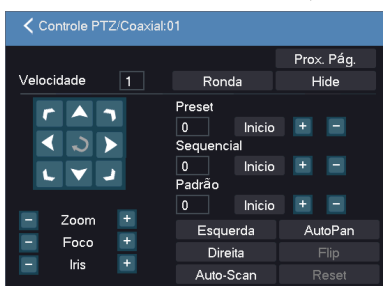 Controle PTZ/Coaxial:01
Prox. Pág.
Velocidade 1 Ronda Hide
Preset
0 Inicio + -
Sequencial
0 Inicio + -
Padrão
0 Inicio + -
- Zoom +
- Foco +
- Iris +
Esquerda AutoPan
Direita Flip
Auto-Scan Reset